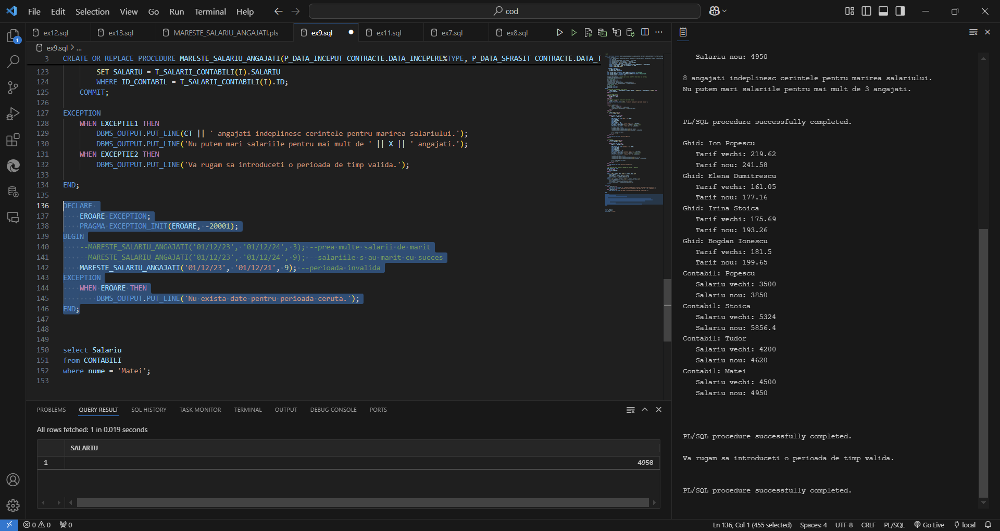 File Edit Selection View Go Run Terminal Help
cod
1
ex12.sql ex13.sql MARESTE_SALARIU_ANGAJATI.pls ex9.sql ex11.sql ex7.sql ex8.sql
ex9.sql > ...
3 CREATE OR REPLACE PROCEDURE MARESTE_SALARIU_ANGAJATI(P_DATA_INCEPUT CONTRACTE.DATA_INCEPERE%TYPE, P_DATA_SFRASIT CONTRACTE.DATA_T
123 SET SALARIU = T_SALARII_CONTABILI(I).SALARIU
124 WHERE ID_CONTABIL = T_SALARII_CONTABILI(I).ID;
125 COMMIT;
126
127 EXCEPTION
128 WHEN EXCEPTIE1 THEN
129 DBMS_OUTPUT.PUT_LINE(CT || ' angajati indeplinesc cerintele pentru marirea salariului.');
130 DBMS_OUTPUT.PUT_LINE('Nu putem mari salariile pentru mai mult de ' || X || ' angajati.');
131 WHEN EXCEPTIE2 THEN
132 DBMS_OUTPUT.PUT_LINE('Va rugam sa introduceti o perioada de timp valida.');
133
134 END;
135
136 DECLARE
137 EROARE EXCEPTION;
138 PRAGMA EXCEPTION_INIT(EROARE, -20001);
139 BEGIN
140 --MARESTE_SALARIU_ANGAJATI('01/12/23', '01/12/24', 3); --prea multe salarii de marit
141 --MARESTE_SALARIU_ANGAJATI('01/12/23', '01/12/24', 9); --salariile s au marit cu succes
142 MARESTE_SALARIU_ANGAJATI('01/12/23', '01/12/21', 9); --perioada invalida
143 EXCEPTION
144 WHEN EROARE THEN
145 DBMS_OUTPUT.PUT_LINE('Nu exista date pentru perioada ceruta.');
146 END;
147
148
149
150 select Salariu
151 from CONTABILI
152 where nume = 'Matei';
153
PROBLEMS QUERY RESULT SQL HISTORY TASK MONITOR TERMINAL OUTPUT DEBUG CONSOLE PORTS
All rows fetched: 1 in 0.019 seconds
SALARIU
1 4950
Salariu nou: 4950
8 angajati indeplinesc cerintele pentru marirea salariului.
Nu putem mari salariile pentru mai mult de 3 angajati.
PL/SQL procedure successfully completed.
Ghid: Ion Popescu
Tarif vechi: 219.62
Tarif nou: 241.58
Ghid: Elena Dumitrescu
Tarif vechi: 161.05
Tarif nou: 177.16
Ghid: Irina Stoica
Tarif vechi: 175.69
Tarif nou: 193.26
Ghid: Bogdan Ionescu
Tarif vechi: 181.5
Tarif nou: 199.65
Contabil: Popescu
Salariu vechi: 3500
Salariu nou: 3850
Contabil: Stoica
Salariu vechi: 5324
Salariu nou: 5856.4
Contabil: Tudor
Salariu vechi: 4200
Salariu nou: 4620
Contabil: Matei
Salariu vechi: 4500
Salariu nou: 4950
PL/SQL procedure successfully completed.
Va rugam sa introduceti o perioada de timp valida.
PL/SQL procedure successfully completed.
0 0 0 Ln 136, Col 1 (455 selected) Spaces: 4 UTF-8 CRLF PL/SQL Go Live local